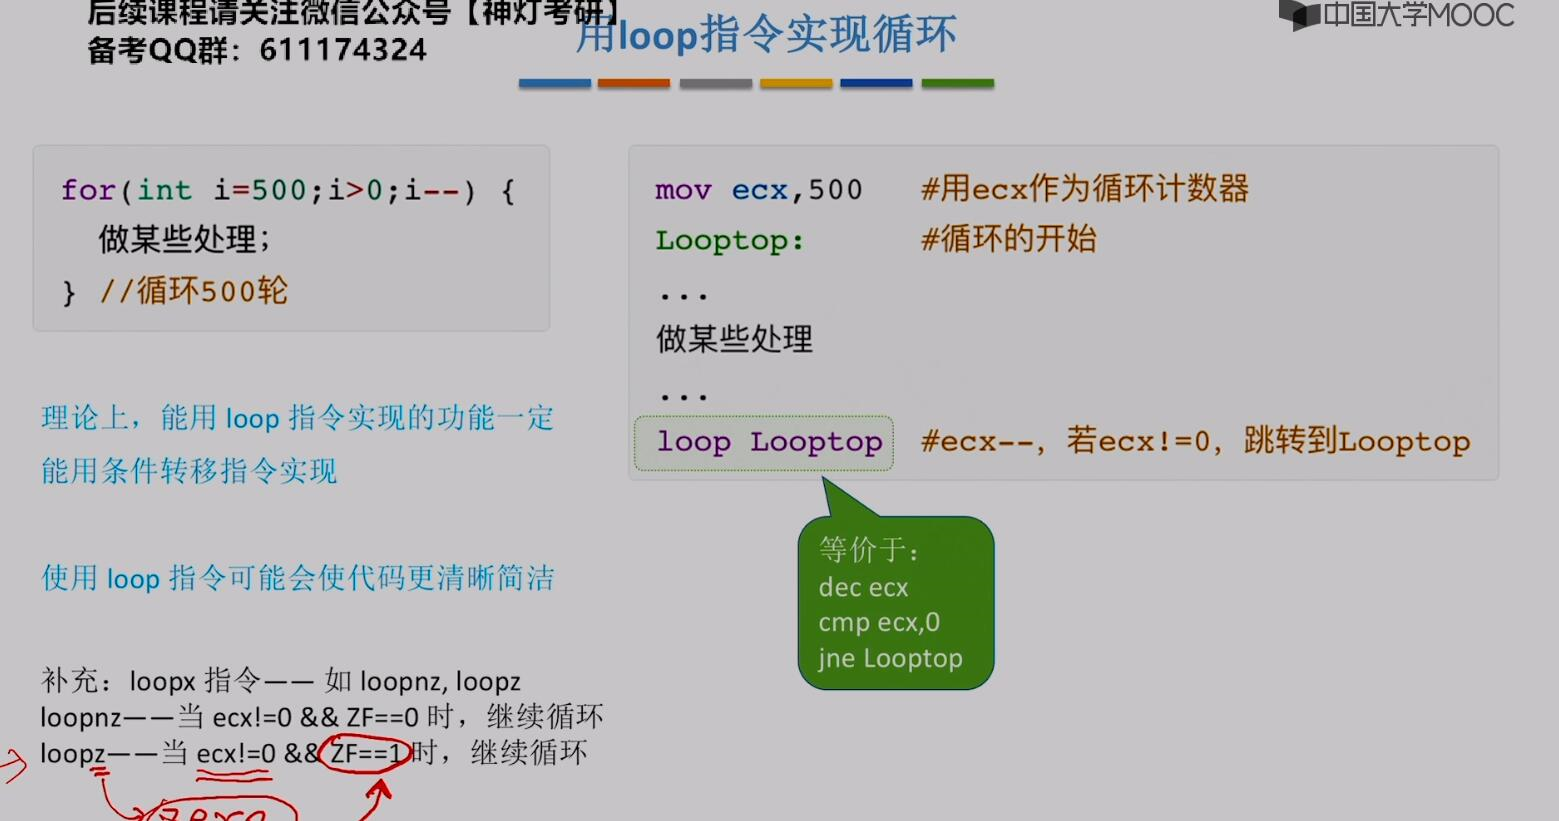 后续课程请关注微信公众号【神灯考研】
备考QQ群：611174324
用loop指令实现循环
中国大学MOOC
for(int i=500;i>0;i--) {
做某些处理;
} //循环500轮
mov ecx,500 #用ecx作为循环计数器
Looptop: #循环的开始
...
做某些处理
...
loop Looptop #ecx--，若ecx!=0，跳转到Looptop
等价于：
dec ecx
cmp ecx,0
jne Looptop
理论上，能用 loop 指令实现的功能一定
能用条件转移指令实现
使用 loop 指令可能会使代码更清晰简洁
补充：loopx 指令—— 如 loopnz, loopz
loopnz——当 ecx!=0 && ZF==0 时，继续循环
loopz——当 ecx!=0 && ZF==1 时，继续循环
zero